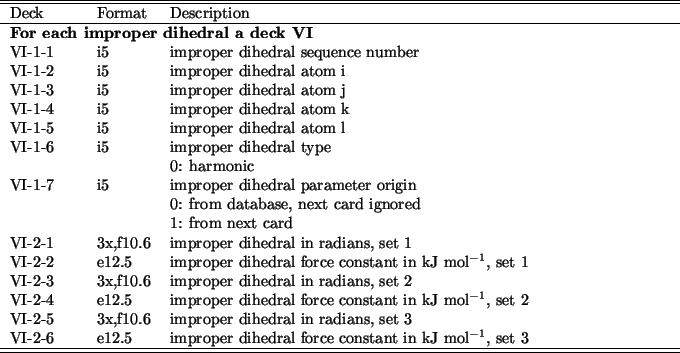 Deck Format Description
For each improper dihedral a deck VI
VI-1-1 i5 improper dihedral sequence number
VI-1-2 i5 improper dihedral atom i
VI-1-3 i5 improper dihedral atom j
VI-1-4 i5 improper dihedral atom k
VI-1-5 i5 improper dihedral atom l
VI-1-6 i5 improper dihedral type
0: harmonic
VI-1-7 i5 improper dihedral parameter origin
0: from database, next card ignored
1: from next card
VI-2-1 3x,f10.6 improper dihedral in radians, set 1
VI-2-2 e12.5 improper dihedral force constant in kJ mol⁻¹, set 1
VI-2-3 3x,f10.6 improper dihedral in radians, set 2
VI-2-4 e12.5 improper dihedral force constant in kJ mol⁻¹, set 2
VI-2-5 3x,f10.6 improper dihedral in radians, set 3
VI-2-6 e12.5 improper dihedral force constant in kJ mol⁻¹, set 3